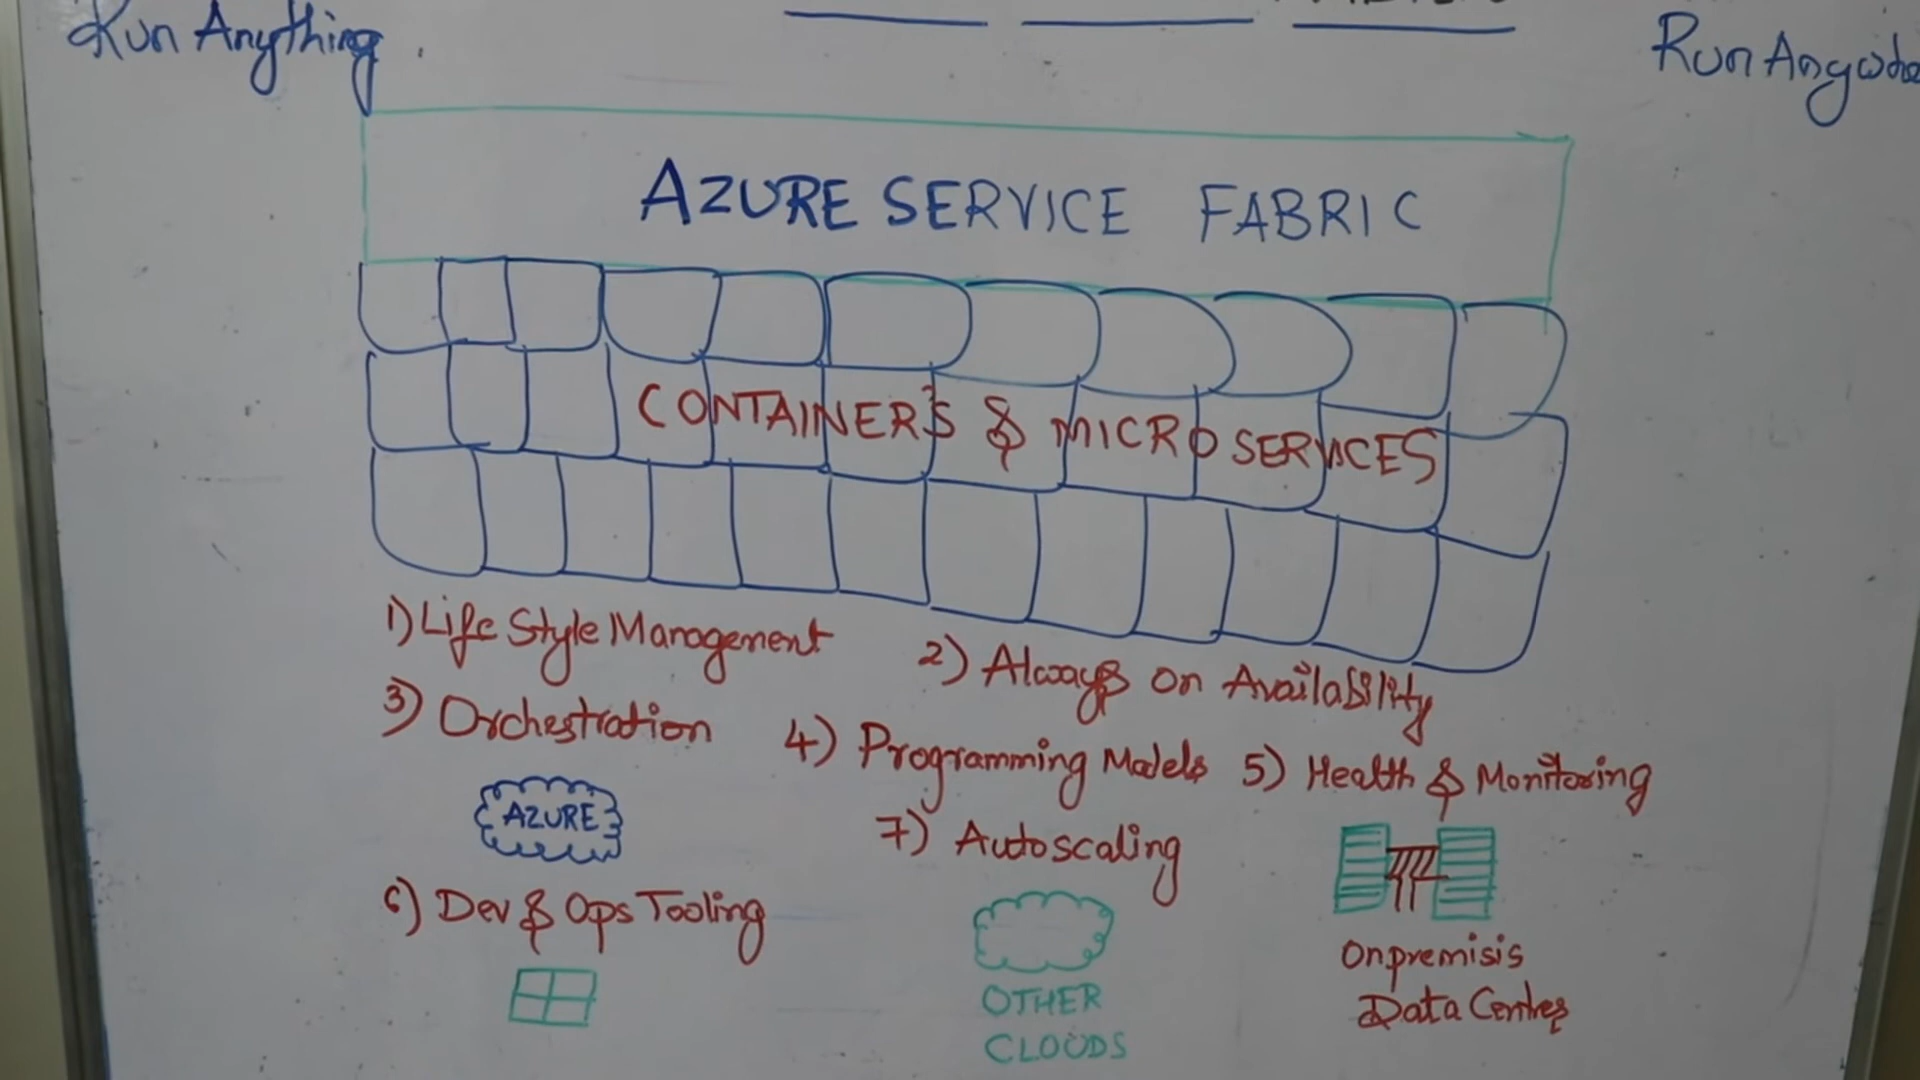 Run Anything
Run Anywhe
AZURE SERVICE FABRIC
CONTAINERS & MICROSERVICES
1) Life Style Management
2) Always on Availability
3) Orchestration
4) Programming Models
5) Health & Monitoring
AZURE
7) Autoscaling
6) Dev & Ops Tooling
OTHER
CLOUDS
Onpremisis
Data Centres